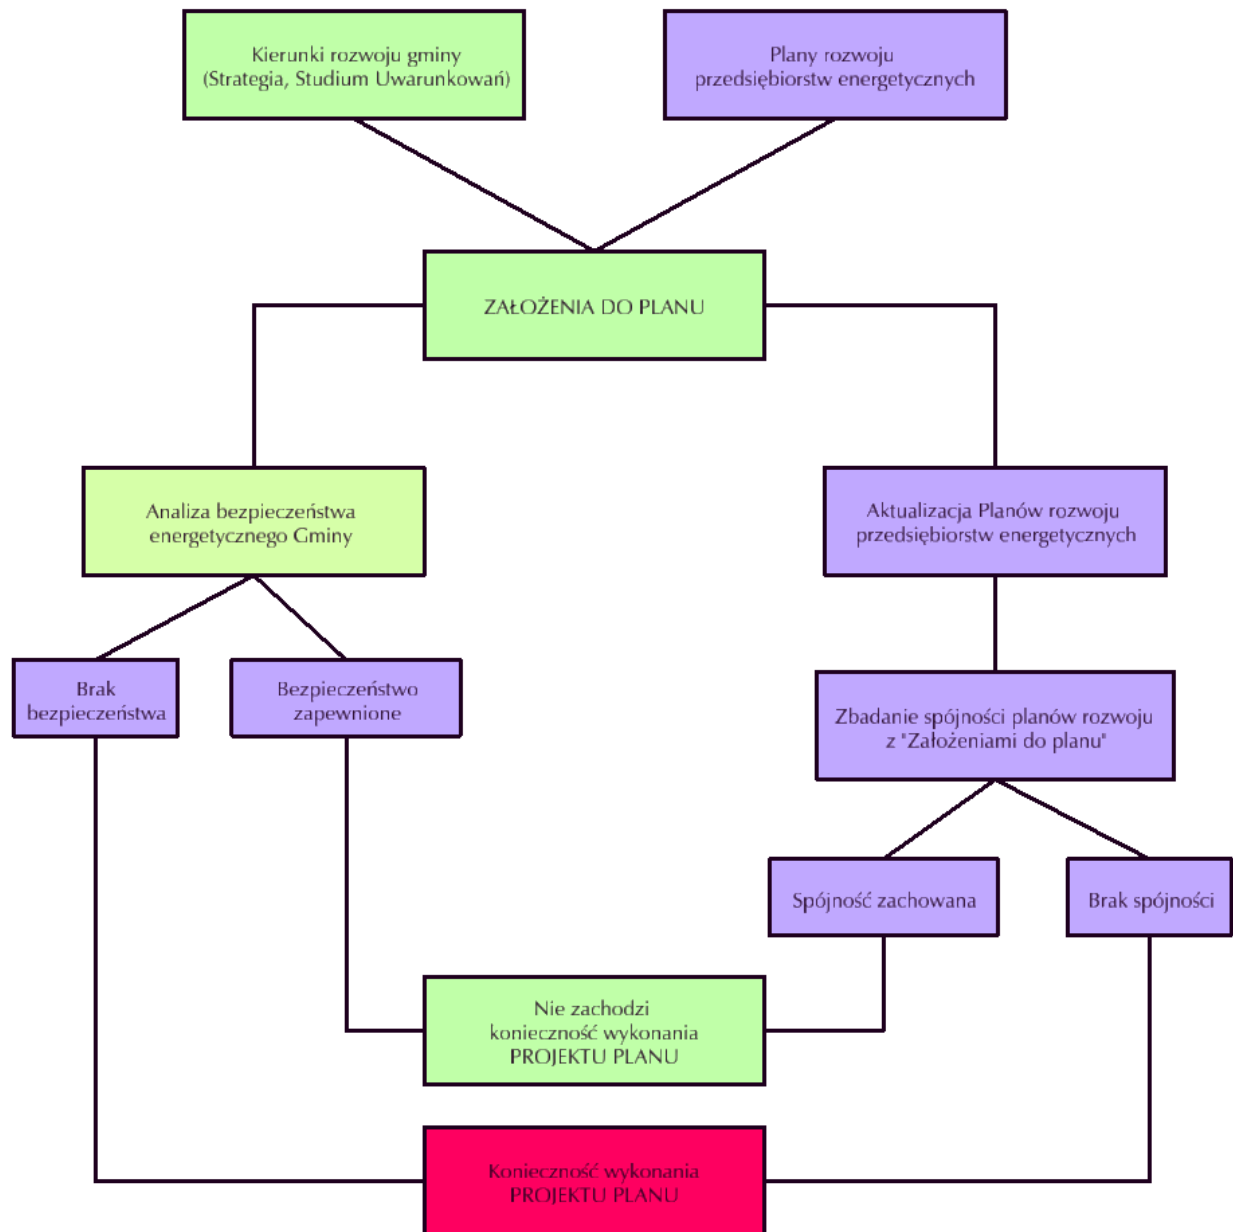 Kierunki rozwoju gminy
(Strategia, Studium Uwarunkowań)
Plany rozwoju
przedsiębiorstw energetycznych
ZAŁOŻENIA DO PLANU
Analiza bezpieczeństwa
energetycznego Gminy
Aktualizacja Planów rozwoju
przedsiębiorstw energetycznych
Brak
bezpieczeństwa
Bezpieczeństwo
zapewnione
Zbadanie spójności planów rozwoju
z "Założeniami do planu"
Spójność zachowana
Brak spójności
Nie zachodzi
konieczność wykonania
PROJEKTU PLANU
Konieczność wykonania
PROJEKTU PLANU